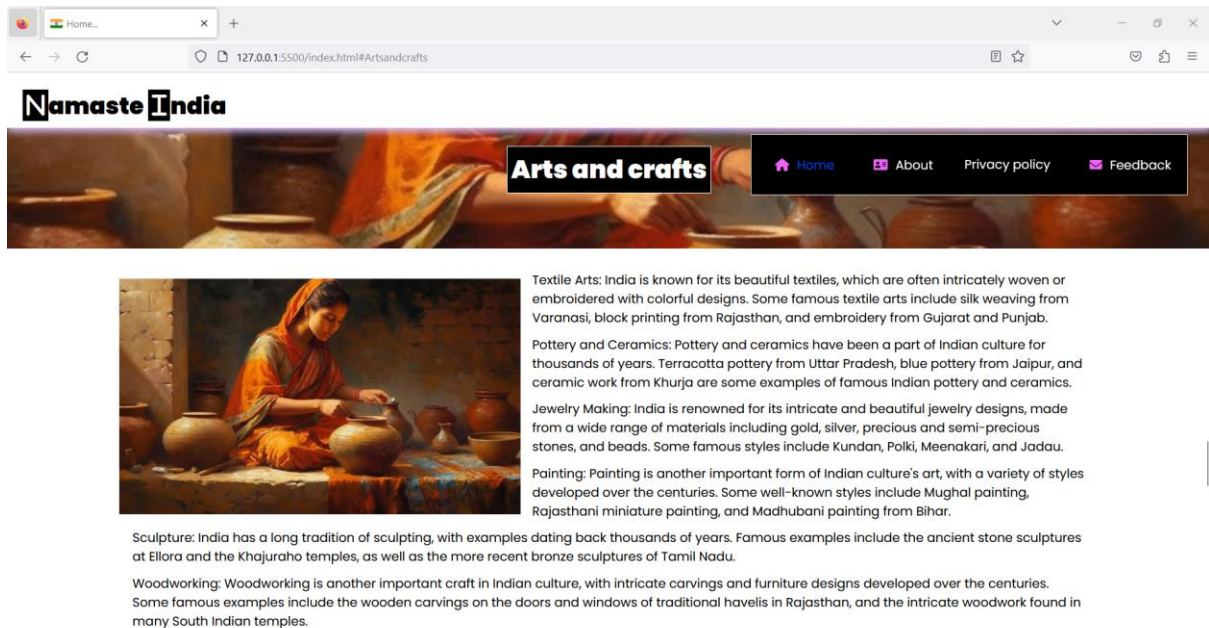 Home..
127.0.0.1:5500/index.html#Artsandcrafts
Namaste India
Arts and crafts
Home
About
Privacy policy
Feedback
Textile Arts: India is known for its beautiful textiles, which are often intricately woven or
embroidered with colorful designs. Some famous textile arts include silk weaving from
Varanasi, block printing from Rajasthan, and embroidery from Gujarat and Punjab.
Pottery and Ceramics: Pottery and ceramics have been a part of Indian culture for
thousands of years. Terracotta pottery from Uttar Pradesh, blue pottery from Jaipur, and
ceramic work from Khurja are some examples of famous Indian pottery and ceramics.
Jewelry Making: India is renowned for its intricate and beautiful jewelry designs, made
from a wide range of materials including gold, silver, precious and semi-precious
stones, and beads. Some famous styles include Kundan, Polki, Meenakari, and Jadau.
Painting: Painting is another important form of Indian culture's art, with a variety of styles
developed over the centuries. Some well-known styles include Mughal painting,
Rajasthani miniature painting, and Madhubani painting from Bihar.
Sculpture: India has a long tradition of sculpting, with examples dating back thousands of years. Famous examples include the ancient stone sculptures
at Ellora and the Khajuraho temples, as well as the more recent bronze sculptures of Tamil Nadu.
Woodworking: Woodworking is another important craft in Indian culture, with intricate carvings and furniture designs developed over the centuries.
Some famous examples include the wooden carvings on the doors and windows of traditional havelis in Rajasthan, and the intricate woodwork found in
many South Indian temples.